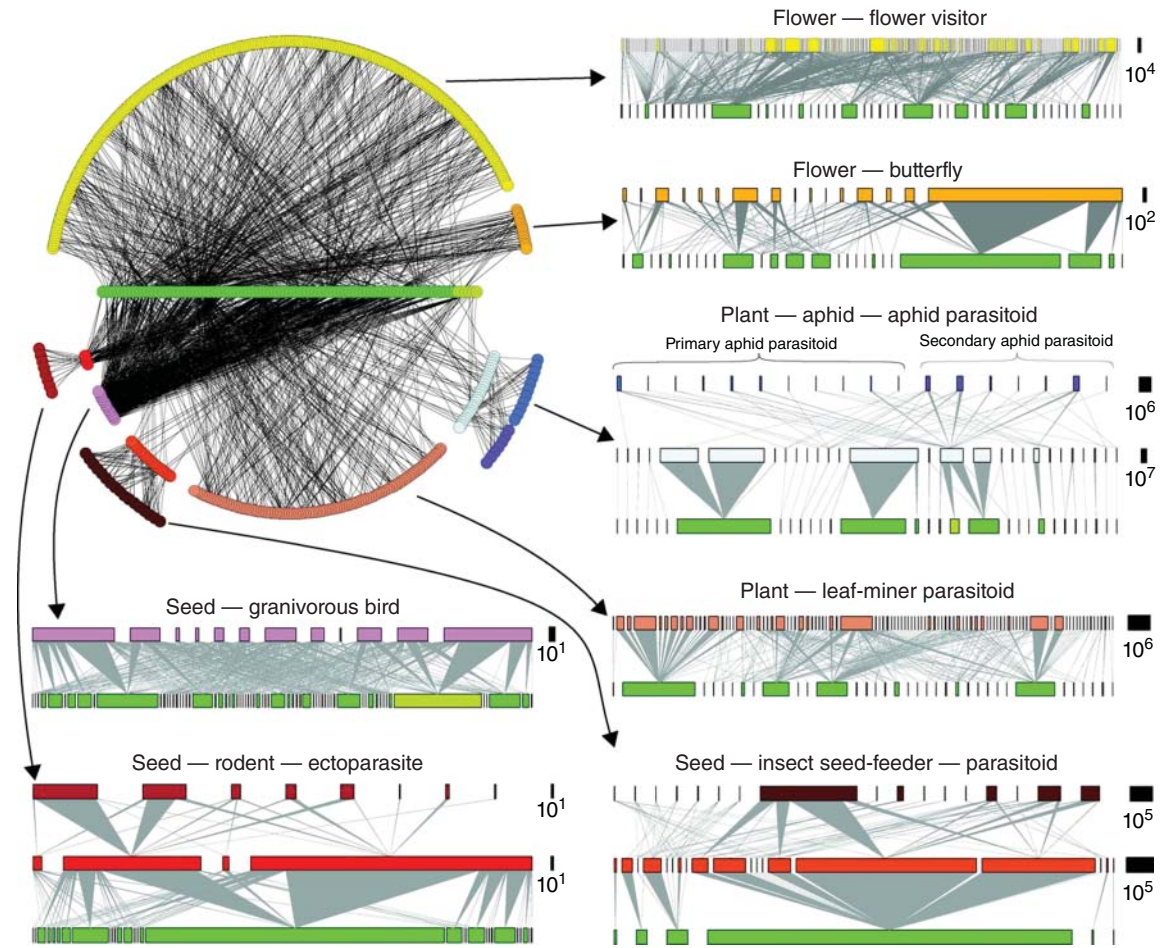 Flower — flower visitor
10⁴
Flower — butterfly
10²
Plant — aphid — aphid parasitoid
Primary aphid parasitoid
Secondary aphid parasitoid
10⁶
10⁷
Plant — leaf-miner parasitoid
10⁶
Seed — granivorous bird
10¹
Seed — rodent — ectoparasite
10¹
10¹
Seed — insect seed-feeder — parasitoid
10⁵
10⁵